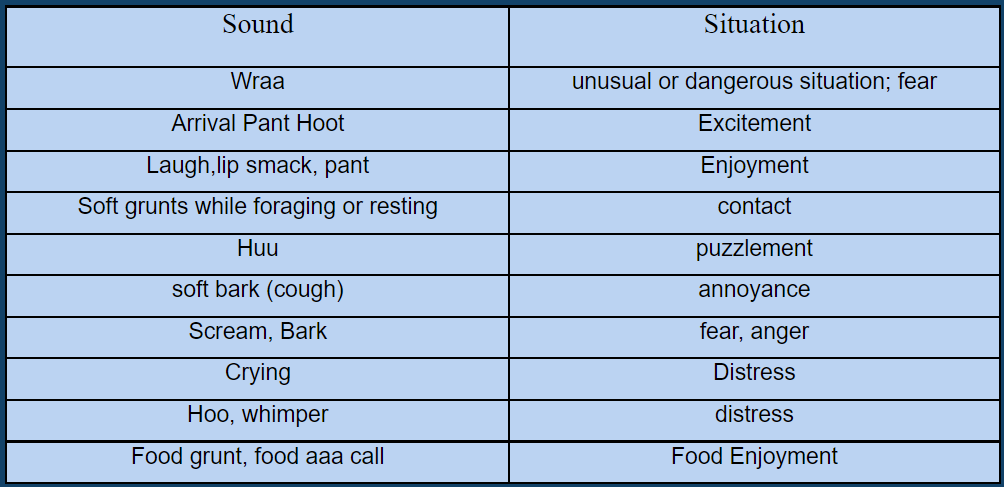 Sound Situation
Wraa unusual or dangerous situation; fear
Arrival Pant Hoot Excitement
Laugh,lip smack, pant Enjoyment
Soft grunts while foraging or resting contact
Huu puzzlement
soft bark (cough) annoyance
Scream, Bark fear, anger
Crying Distress
Hoo, whimper distress
Food grunt, food aaa call Food Enjoyment